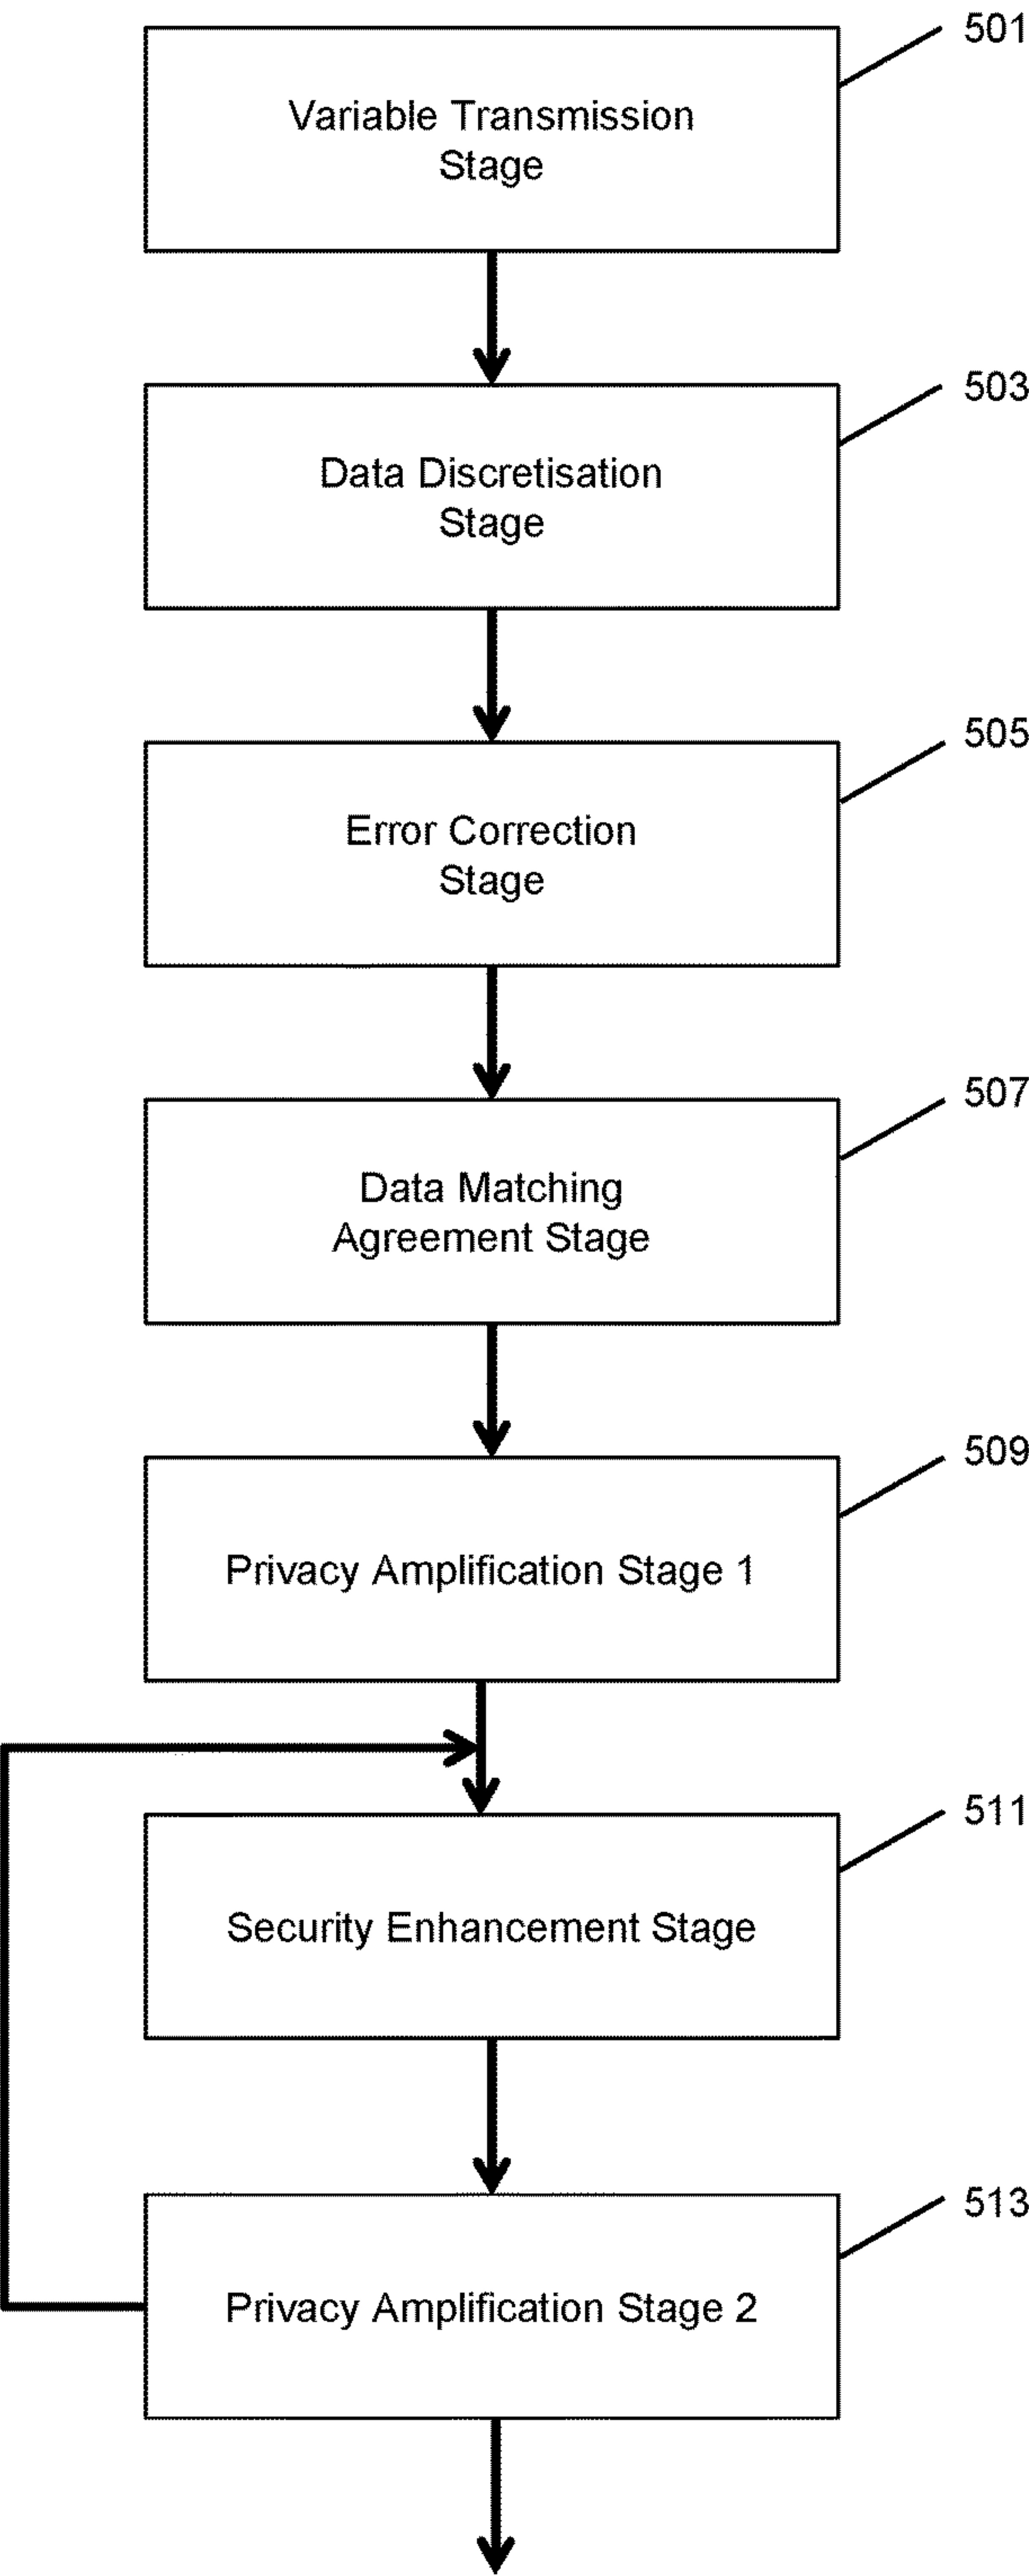 501
Variable Transmission
Stage
503
Data Discretisation
Stage
505
Error Correction
Stage
507
Data Matching
Agreement Stage
509
Privacy Amplification Stage 1
511
Security Enhancement Stage
513
Privacy Amplification Stage 2